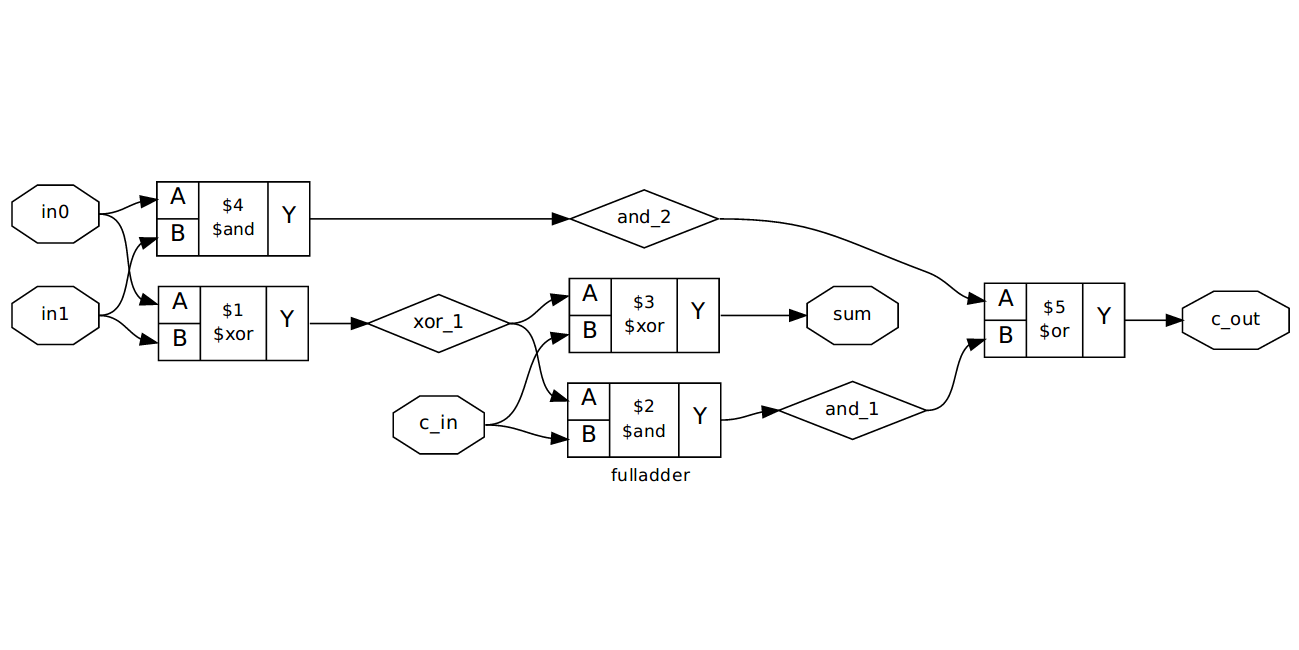 in0
in1
A
B
$4
$and
Y
A
B
$1
$xor
Y
and_2
xor_1
c_in
A
B
$3
$xor
Y
A
B
$2
$and
Y
sum
and_1
A
B
$5
$or
Y
c_out
fulladder